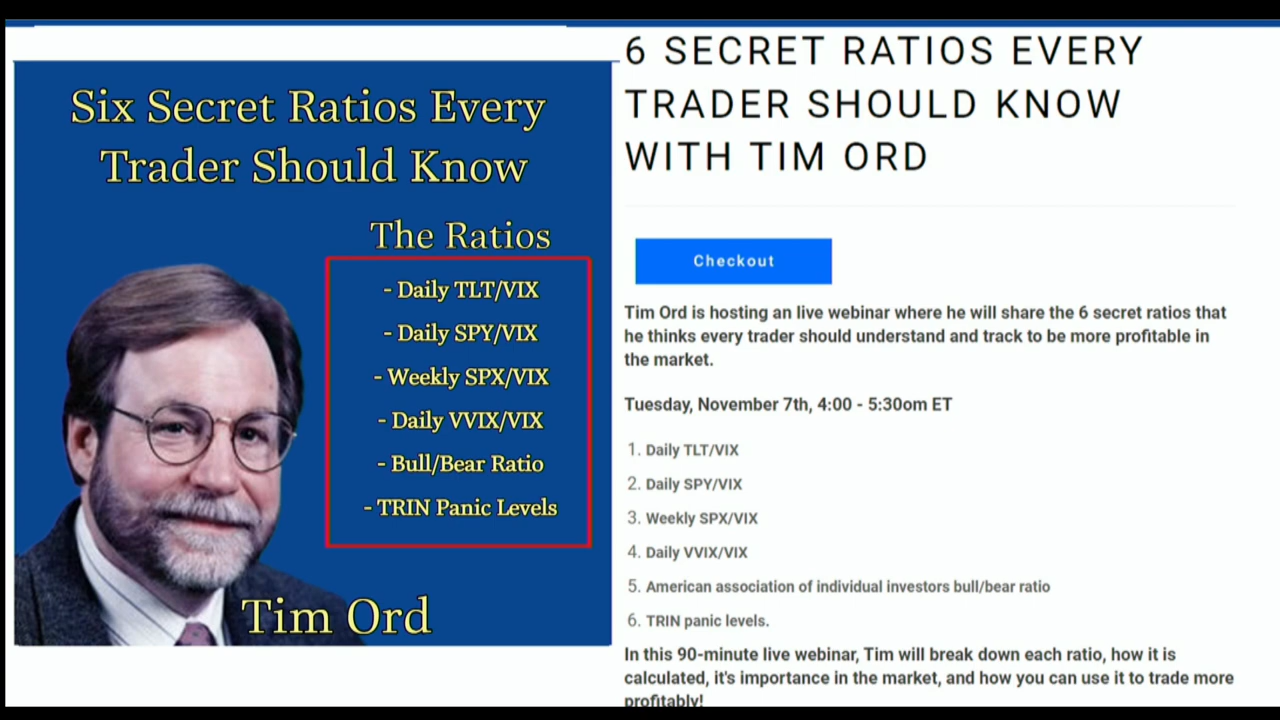 Six Secret Ratios Every
Trader Should Know
The Ratios
- Daily TLT/VIX
- Daily SPY/VIX
- Weekly SPX/VIX
- Daily VVIX/VIX
- Bull/Bear Ratio
- TRIN Panic Levels
Tim Ord
6 SECRET RATIOS EVERY
TRADER SHOULD KNOW
WITH TIM ORD
Checkout
Tim Ord is hosting an live webinar where he will share the 6 secret ratios that
he thinks every trader should understand and track to be more profitable in
the market.
Tuesday, November 7th, 4:00 - 5:30om ET
1. Daily TLT/VIX
2. Daily SPY/VIX
3. Weekly SPX/VIX
4. Daily VVIX/VIX
5. American association of individual investors bull/bear ratio
6. TRIN panic levels.
In this 90-minute live webinar, Tim will break down each ratio, how it is
calculated, it's importance in the market, and how you can use it to trade more
profitably!